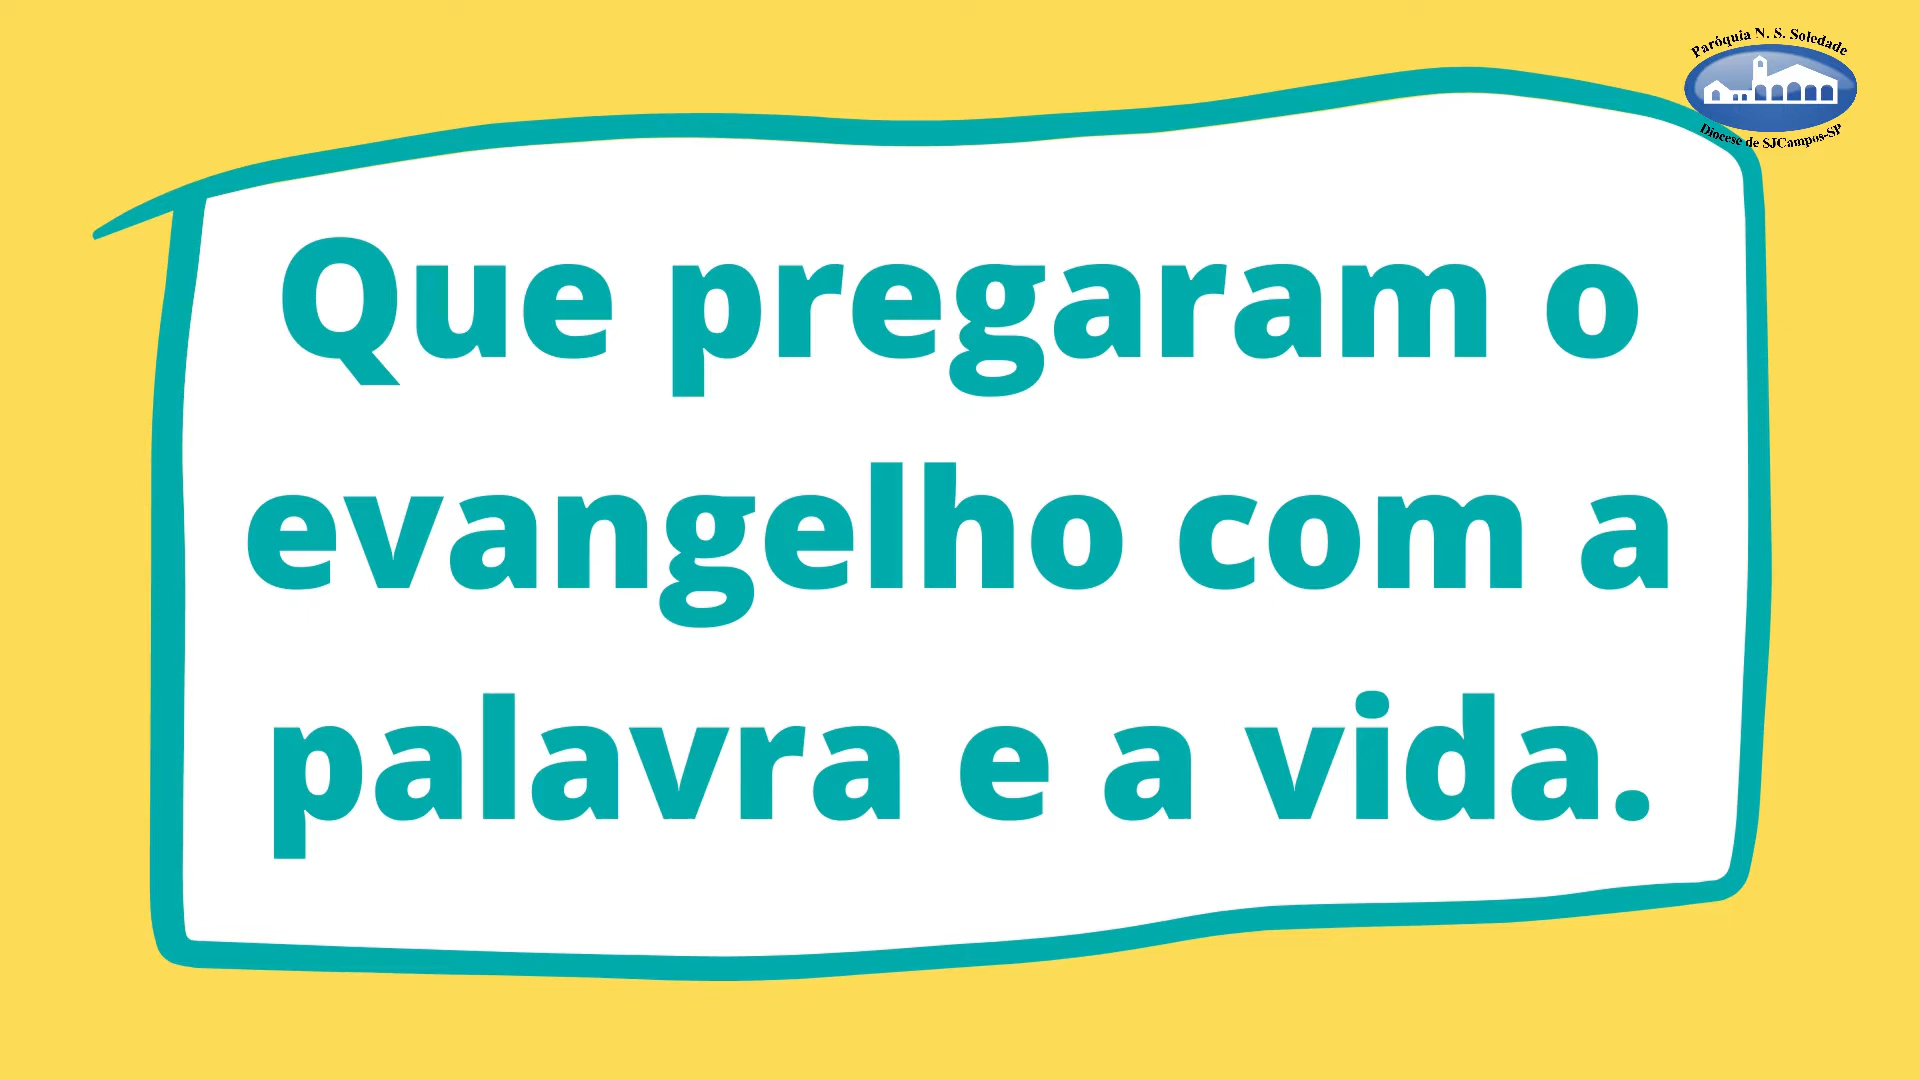 Paróquia N. S. Soledade
Diocese de SJCampos-SP
Que pregaram o
evangelho com a
palavra e a vida.